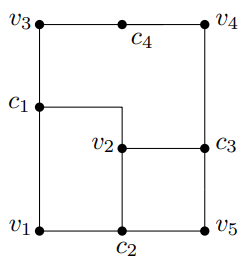 v₃ v₄
c₄
c₁
v₂ c₃
v₁ v₅
c₂